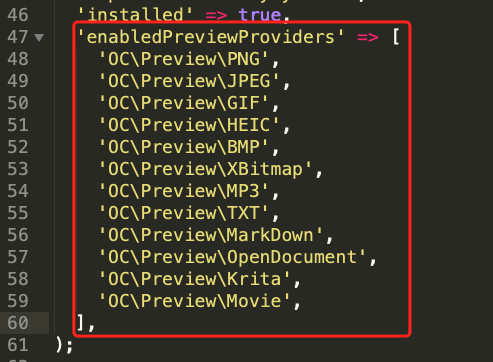 46 'installed' => true,
47 'enabledPreviewProviders' => [
48 'OC\Preview\PNG',
49 'OC\Preview\JPEG',
50 'OC\Preview\GIF',
51 'OC\Preview\HEIC',
52 'OC\Preview\BMP',
53 'OC\Preview\XBitmap',
54 'OC\Preview\MP3',
55 'OC\Preview\TXT',
56 'OC\Preview\MarkDown',
57 'OC\Preview\OpenDocument',
58 'OC\Preview\Krita',
59 'OC\Preview\Movie',
60 ],
61 );